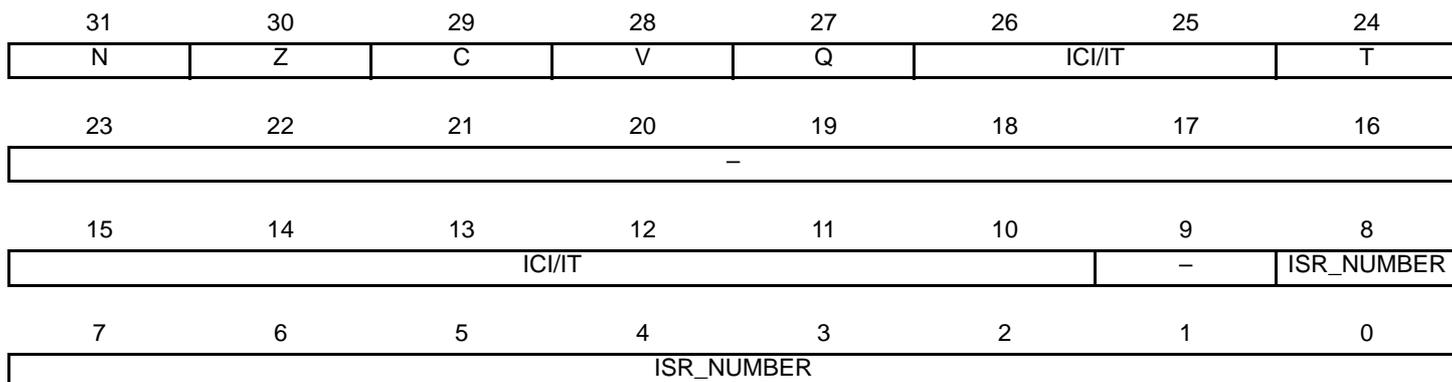 31 30 29 28 27 26 25 24
N Z C V Q ICI/IT T
23 22 21 20 19 18 17 16
–
15 14 13 12 11 10 9 8
ICI/IT – ISR_NUMBER
7 6 5 4 3 2 1 0
ISR_NUMBER